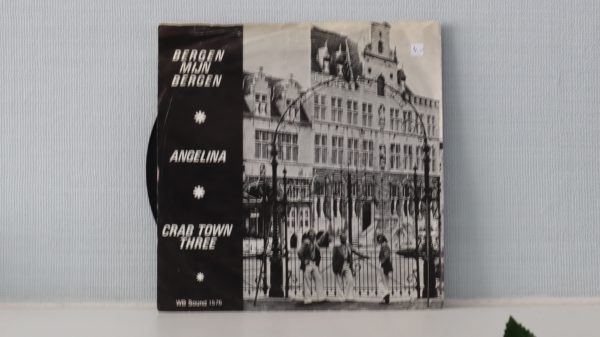 BERGEN
MIJN
BERGEN
ANGELINA
CRAB TOWN
THREE
WB Sound 1576